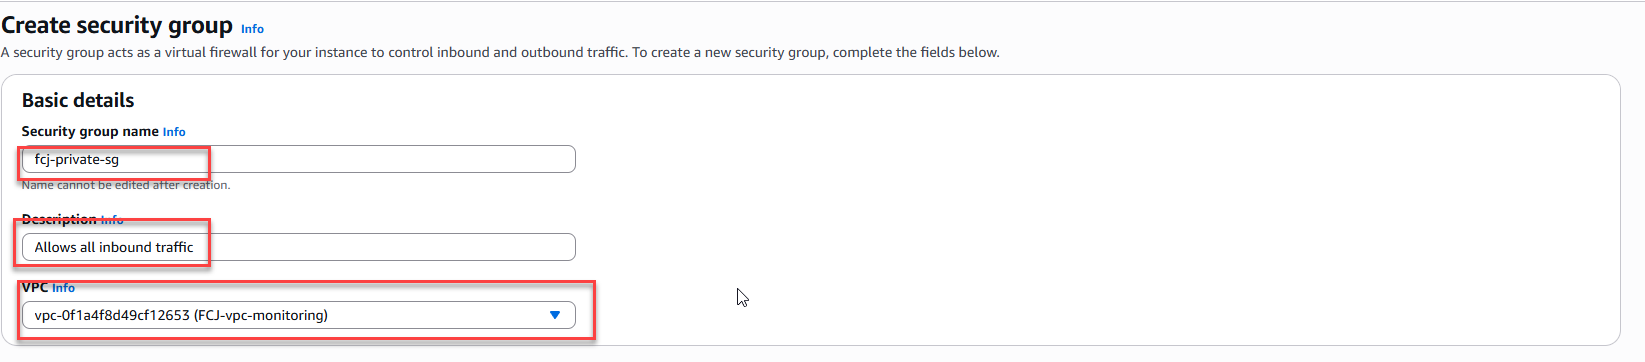 Create security group Info
A security group acts as a virtual firewall for your instance to control inbound and outbound traffic. To create a new security group, complete the fields below.
Basic details
Security group name Info
fcj-private-sg
Name cannot be edited after creation.
Description Info
Allows all inbound traffic
VPC Info
vpc-0f1a4f8d49cf12653 (FCJ-vpc-monitoring)